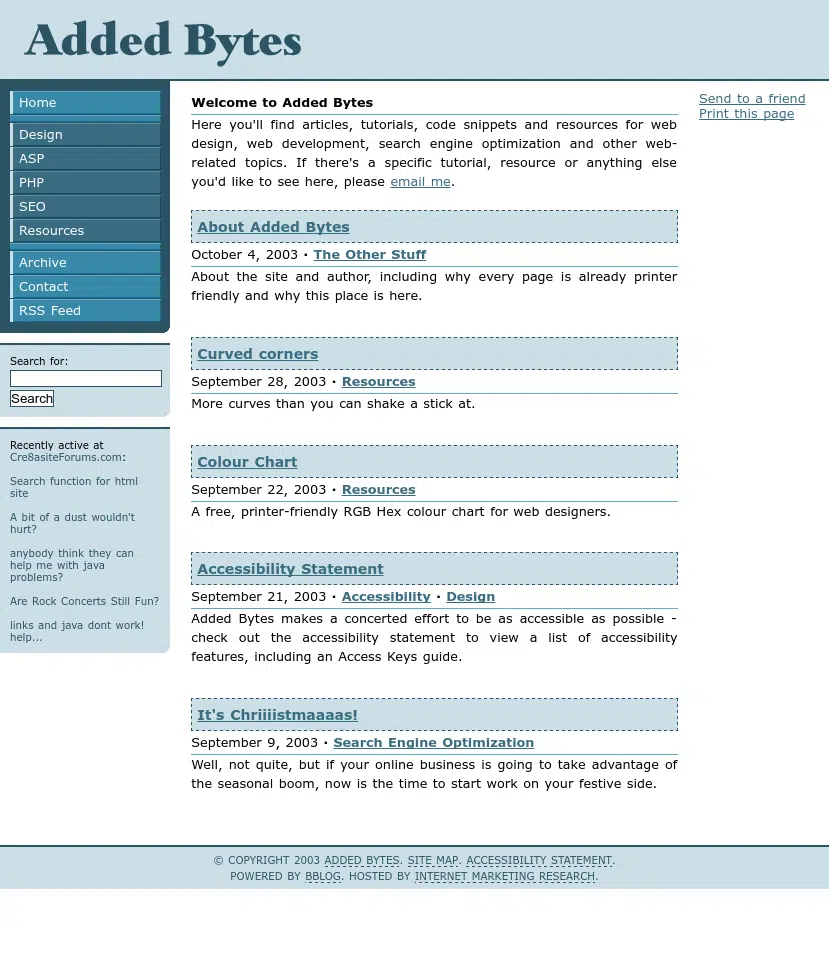 Added Bytes
Home
Design
ASP
PHP
SEO
Resources
Archive
Contact
RSS Feed
Search for:
Search
Recently active at
Cre8asiteForums.com:
Search function for html
site
A bit of a dust wouldn't
hurt?
anybody think they can
help me with java
problems?
Are Rock Concerts Still Fun?
links and java dont work!
help...
Welcome to Added Bytes
Here you'll find articles, tutorials, code snippets and resources for web
design, web development, search engine optimization and other web-
related topics. If there's a specific tutorial, resource or anything else
you'd like to see here, please email me.
About Added Bytes
October 4, 2003 · The Other Stuff
About the site and author, including why every page is already printer
friendly and why this place is here.
Curved corners
September 28, 2003 · Resources
More curves than you can shake a stick at.
Colour Chart
September 22, 2003 · Resources
A free, printer-friendly RGB Hex colour chart for web designers.
Accessibility Statement
September 21, 2003 · Accessibility · Design
Added Bytes makes a concerted effort to be as accessible as possible -
check out the accessibility statement to view a list of accessibility
features, including an Access Keys guide.
It's Chriiiistmaaaas!
September 9, 2003 · Search Engine Optimization
Well, not quite, but if your online business is going to take advantage of
the seasonal boom, now is the time to start work on your festive side.
Send to a friend
Print this page
© COPYRIGHT 2003 ADDED BYTES. SITE MAP. ACCESSIBILITY STATEMENT.
POWERED BY BBLOG. HOSTED BY INTERNET MARKETING RESEARCH.